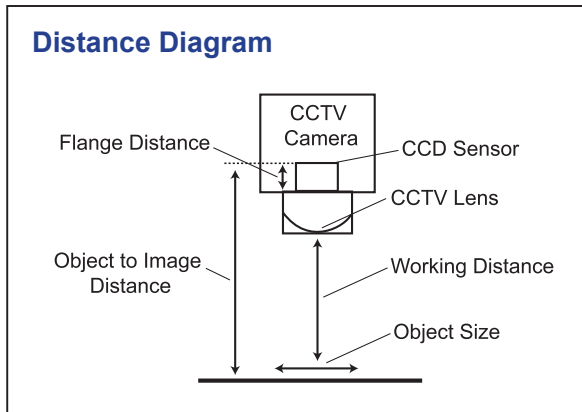 Distance Diagram
CCTV
Camera
Flange Distance
CCD Sensor
CCTV Lens
Object to Image
Distance
Working Distance
Object Size